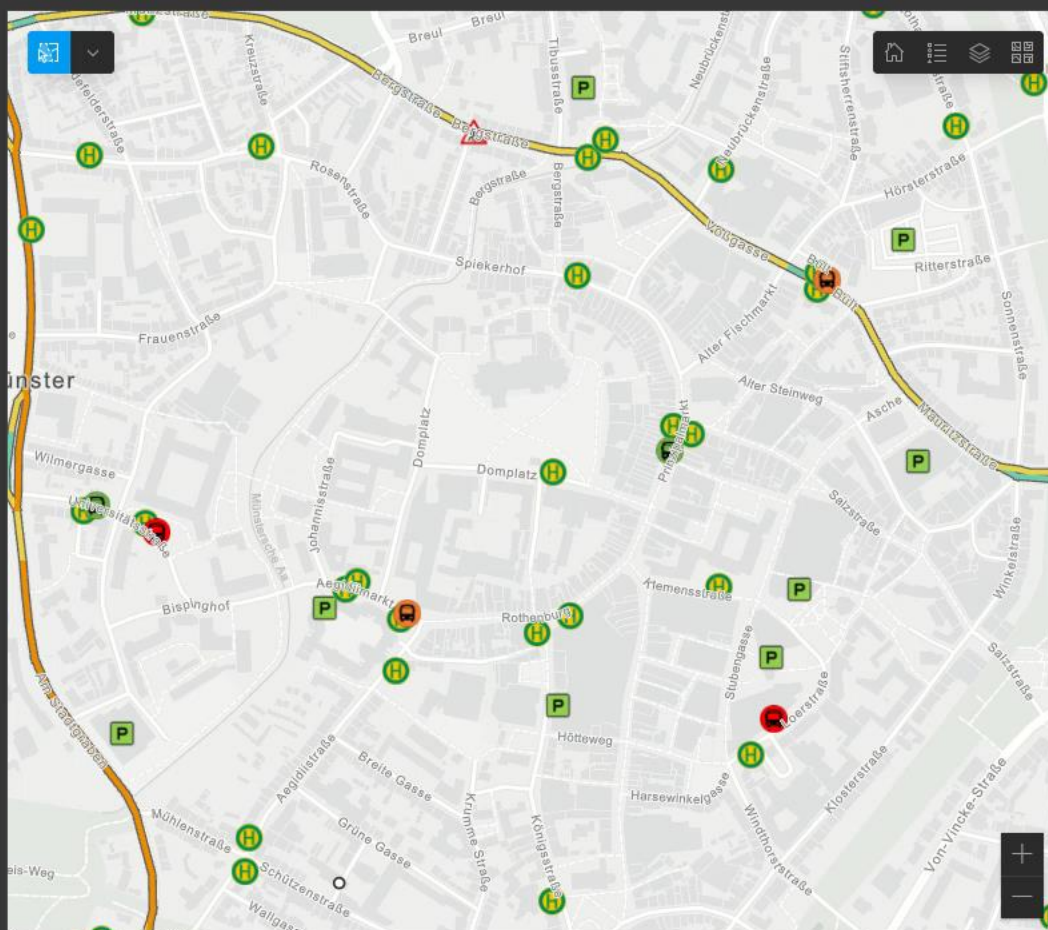 Breul
Breul
Tibusstraße
Neubrückenstraße
Kreuzstraße
Stiftsherrenstraße
Bergstraße
P
Bergstraße
H
H
H
H
H
H
H
Neubrückenstraße
Hörsterstraße
Rosenstraße
Bergstraße
Bergstraße
H
Voßgasse
P
Ritterstraße
Spiekerhof
H
Bült
H
Sonnenstraße
Frauenstraße
Alter Fischmarkt
Alter Steinweg
Asche
Mauritzstraße
Domplatz
Prinzipalmarkt
H
H
P
Wilmergasse
Domplatz
H
Johannisstraße
Münstersche Aa
Universitätsstraße
H
Salzstraße
Winkelstraße
Aegidiimarkt
H
H
Klemensstraße
H
P
Bispinghof
P
H
Rothenburg
H
H
Stubengasse
P
Salzstraße
H
Am Stadtgraben
P
P
Loerstraße
Hötteweg
H
Aegidiistraße
Breite Gasse
Krumme Straße
Harsewinkelgasse
Klosterstraße
Von-Vincke-Straße
Mühlenstraße
H
Grüne Gasse
Königsstraße
Windthorststraße
H
eis-Weg
Schützenstraße
H